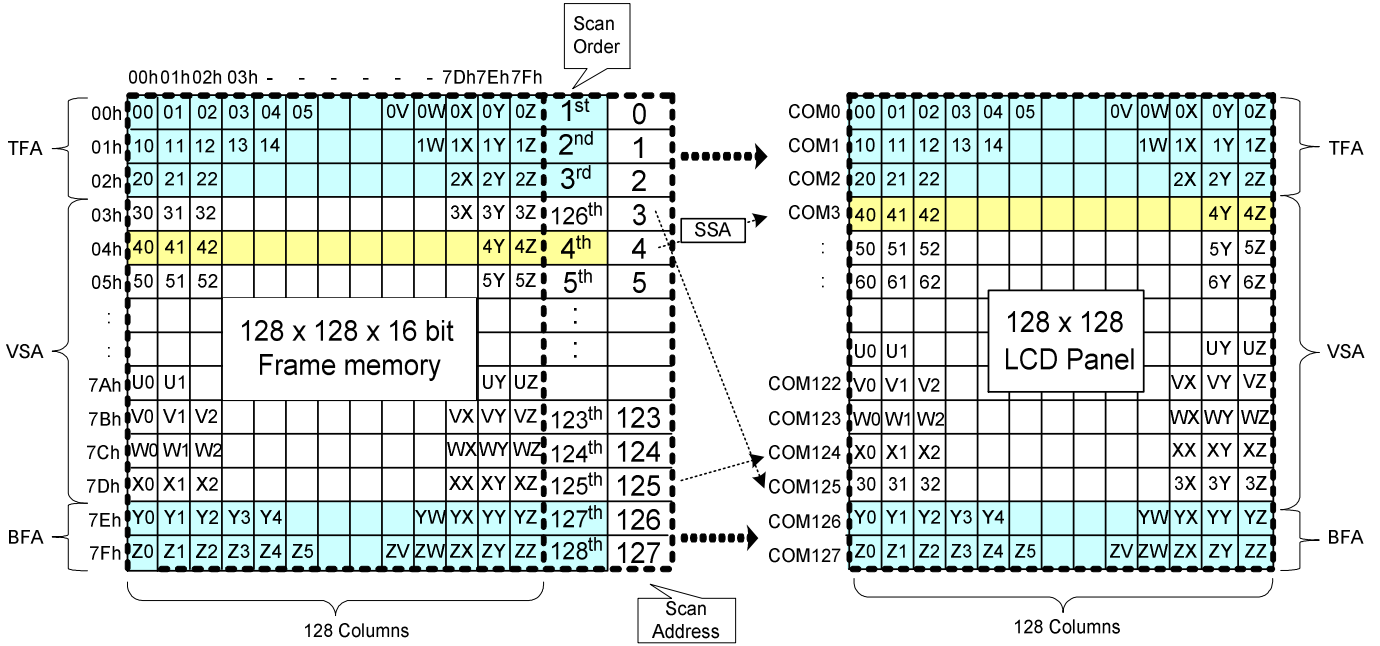 Scan
Order
00h 01h 02h 03h - - - - - 7Dh 7Eh 7Fh
00h 00 01 02 03 04 05 0V 0W 0X 0Y 0Z 1st 0 COM0 00 01 02 03 04 05 0V 0W 0X 0Y 0Z
TFA 01h 10 11 12 13 14 1W 1X 1Y 1Z 2nd 1 COM1 10 11 12 13 14 1W 1X 1Y 1Z TFA
02h 20 21 22 2X 2Y 2Z 3rd 2 COM2 20 21 22 2X 2Y 2Z
03h 30 31 32 3X 3Y 3Z 126th 3 COM3 40 41 42 4Y 4Z
SSA
04h 40 41 42 4Y 4Z 4th 4 : 50 51 52 5Y 5Z
05h 50 51 52 5Y 5Z 5th 5 : 60 61 62 6Y 6Z
: :
128 x 128 x 16 bit
Frame memory
128 x 128
LCD Panel
VSA : : U0 U1 UY UZ VSA
7Ah U0 U1 UY UZ COM122 V0 V1 V2 VX VY VZ
7Bh V0 V1 V2 VX VY VZ 123th 123 COM123 W0 W1 W2 WX WY WZ
7Ch W0 W1 W2 WX WY WZ 124th 124 COM124 X0 X1 X2 XX XY XZ
7Dh X0 X1 X2 XX XY XZ 125th 125 COM125 30 31 32 3X 3Y 3Z
7Eh Y0 Y1 Y2 Y3 Y4 YW YX YY YZ 127th 126 COM126 Y0 Y1 Y2 Y3 Y4 YW YX YY YZ
BFA BFA
7Fh Z0 Z1 Z2 Z3 Z4 Z5 ZV ZW ZX ZY ZZ 128th 127 COM127 Z0 Z1 Z2 Z3 Z4 Z5 ZV ZW ZX ZY ZZ
Scan
Address
128 Columns
128 Columns